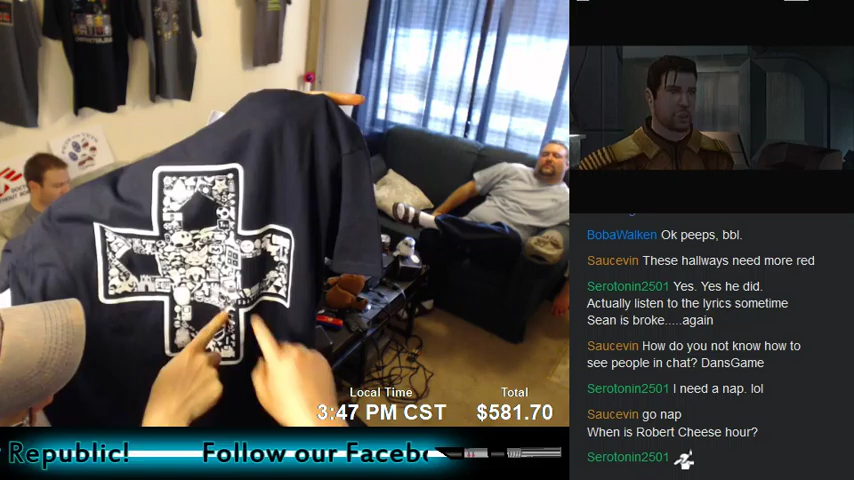 BobaWalken Ok peeps, bbl.
Saucevin These hallways need more red
Serotonin2501 Yes. Yes he did.
Actually listen to the lyrics sometime
Sean is broke.....again
Saucevin How do you not know how to
see people in chat? DansGame
Serotonin2501 I need a nap. lol
Saucevin go nap
When is Robert Cheese hour?
Serotonin2501
Local Time
3:47 PM CST
Total
$581.70
Republic!
Follow our Facebo